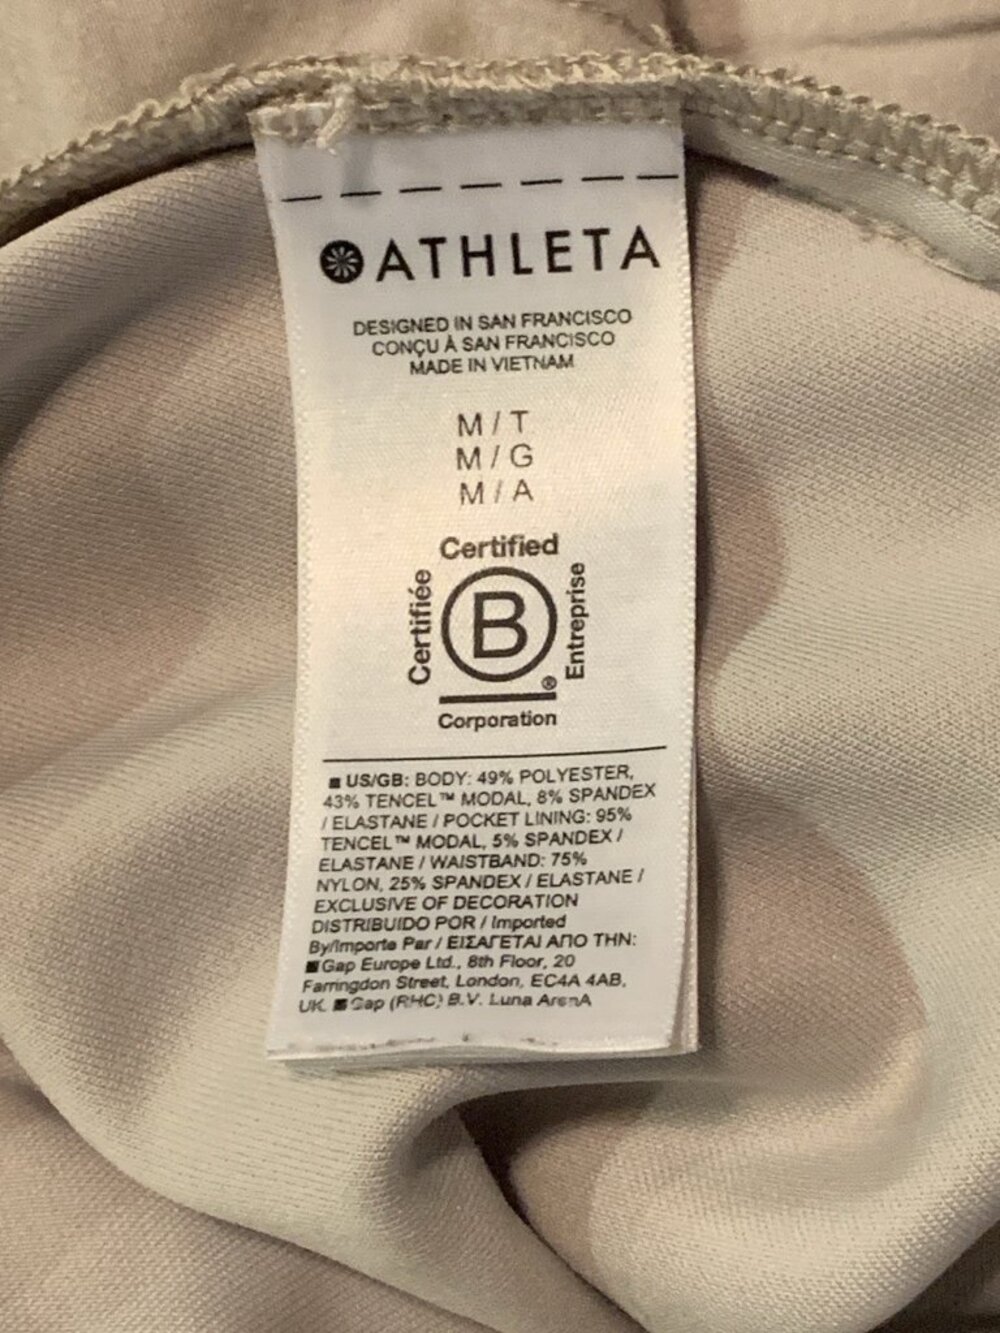 ATHLETA
DESIGNED IN SAN FRANCISCO
CONÇU À SAN FRANCISCO
MADE IN VIETNAM
M / T
M / G
M / A
Certified
Certifiée
B
Entreprise
®
Corporation
■ US/GB: BODY: 49% POLYESTER,
43% TENCEL™ MODAL, 8% SPANDEX
/ ELASTANE / POCKET LINING: 95%
TENCEL™ MODAL, 5% SPANDEX /
ELASTANE / WAISTBAND: 75%
NYLON, 25% SPANDEX / ELASTANE /
EXCLUSIVE OF DECORATION
DISTRIBUIDO POR / Imported
By/Importe Par / ΕΙΣΑΓΕΤΑΙ ΑΠΟ ΤΗΝ:
■ Gap Europe Ltd., 8th Floor, 20
Farringdon Street, London, EC4A 4AB,
UK. ■ Gap (RHC) B.V. Luna ArenA